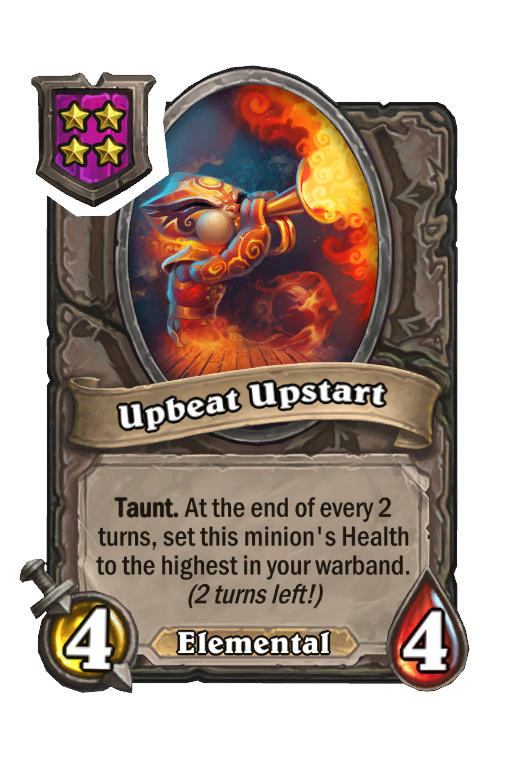 Upbeat Upstart
Taunt. At the end of every 2
turns, set this minion's Health
to the highest in your warband.
(2 turns left!)
4
Elemental
4